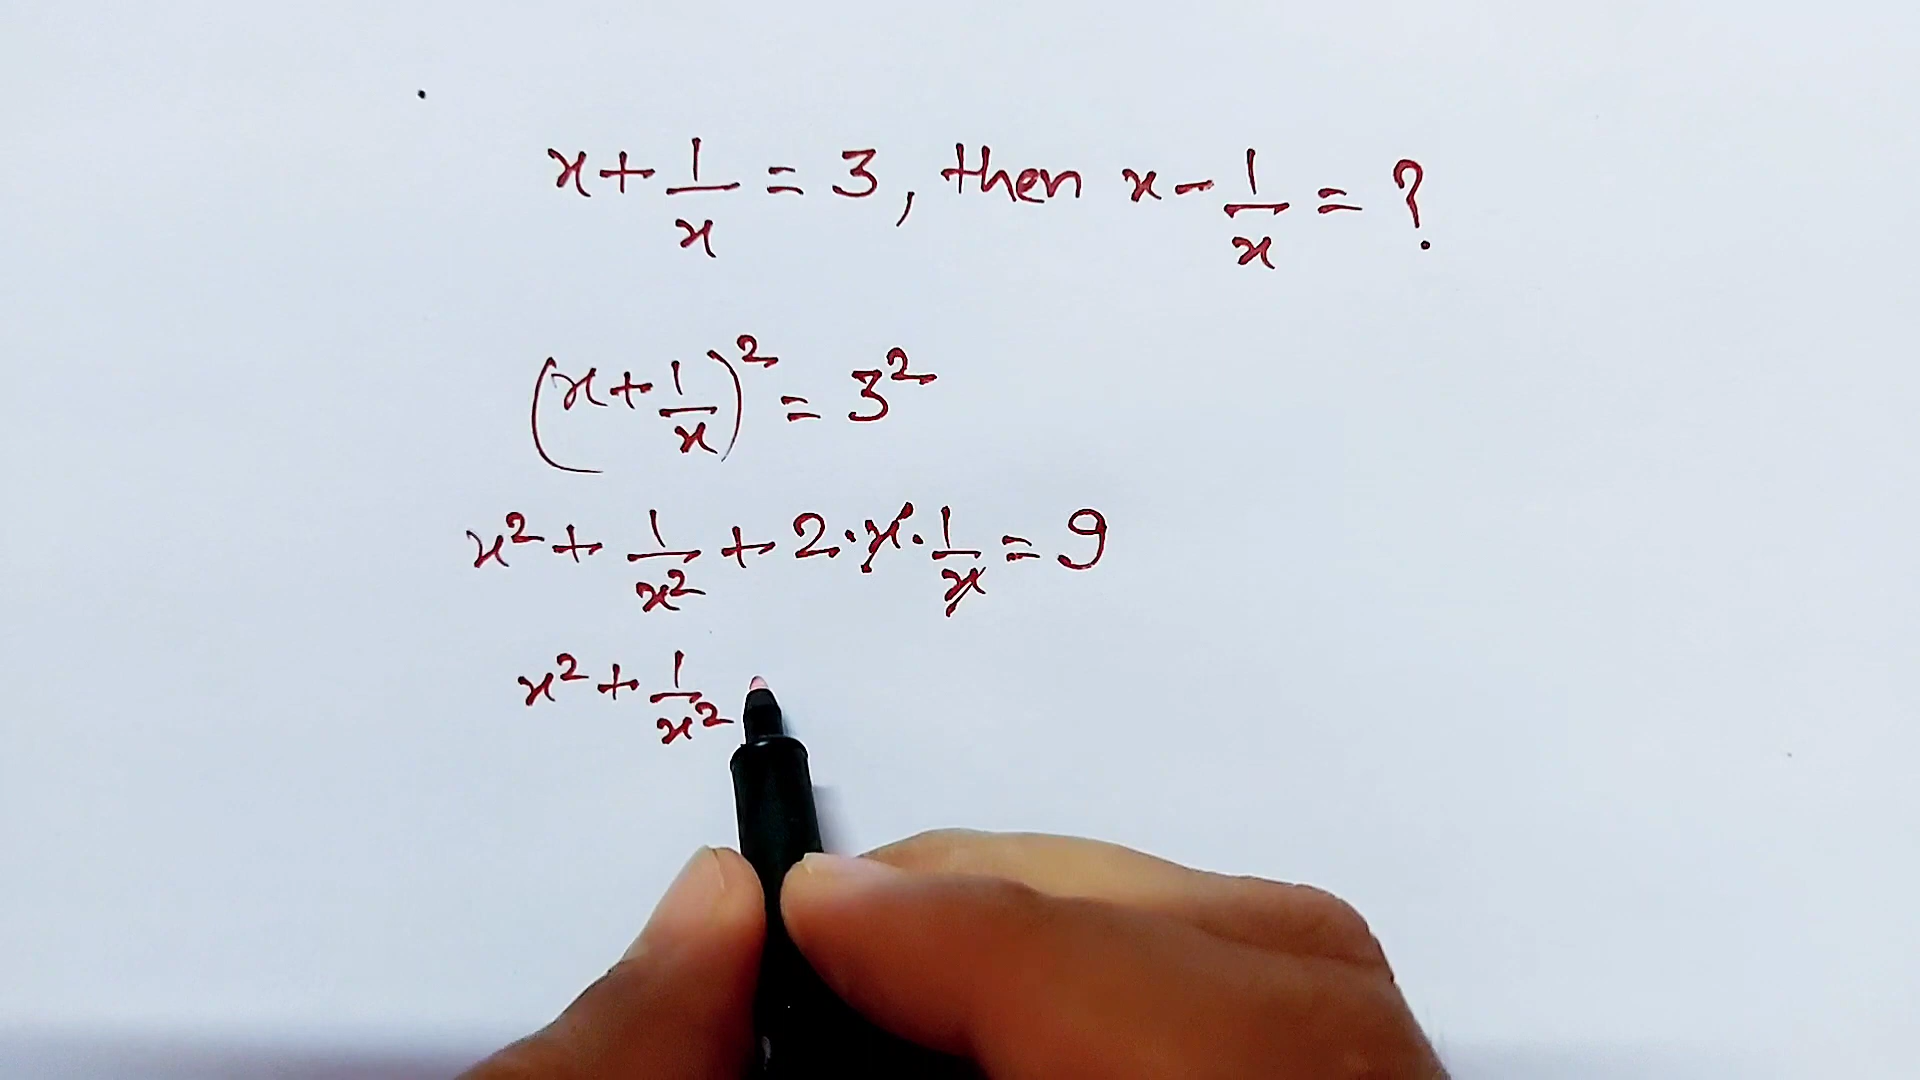 x + 1/x = 3, then x - 1/x = ?
(x + 1/x)² = 3²
x² + 1/x² + 2·x·1/x = 9
x² + 1/x²